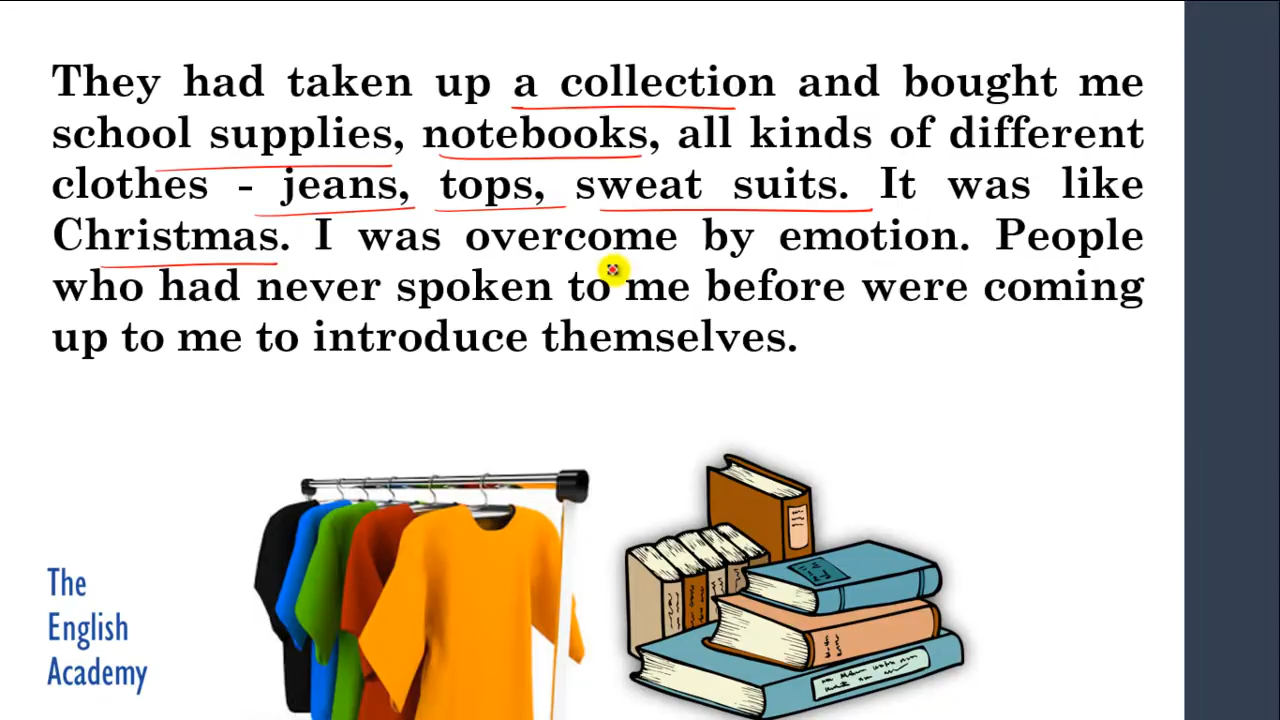 They had taken up a collection and bought me
school supplies, notebooks, all kinds of different
clothes - jeans, tops, sweat suits. It was like
Christmas. I was overcome by emotion. People
who had never spoken to me before were coming
up to me to introduce themselves.
The
English
Academy